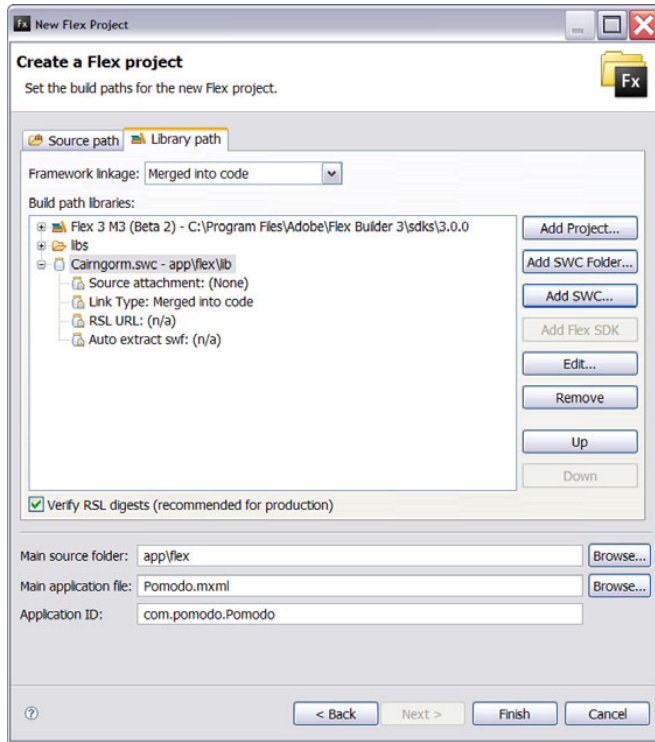 Fx New Flex Project
Create a Flex project
Set the build paths for the new Flex project.
Fx
Source path Library path
Framework linkage: Merged into code
Build path libraries:
Flex 3 M3 (Beta 2) - C:\Program Files\Adobe\Flex Builder 3\sdks\3.0.0
libs
Cairngorm.swc - app\flex\lib
Source attachment: (None)
Link Type: Merged into code
RSL URL: (n/a)
Auto extract swf: (n/a)
Add Project...
Add SWC Folder...
Add SWC...
Add Flex SDK
Edit...
Remove
Up
Down
Verify RSL digests (recommended for production)
Main source folder: app\flex Browse...
Main application file: Pomodo.mxml Browse...
Application ID: com.pomodo.Pomodo
? < Back Next > Finish Cancel